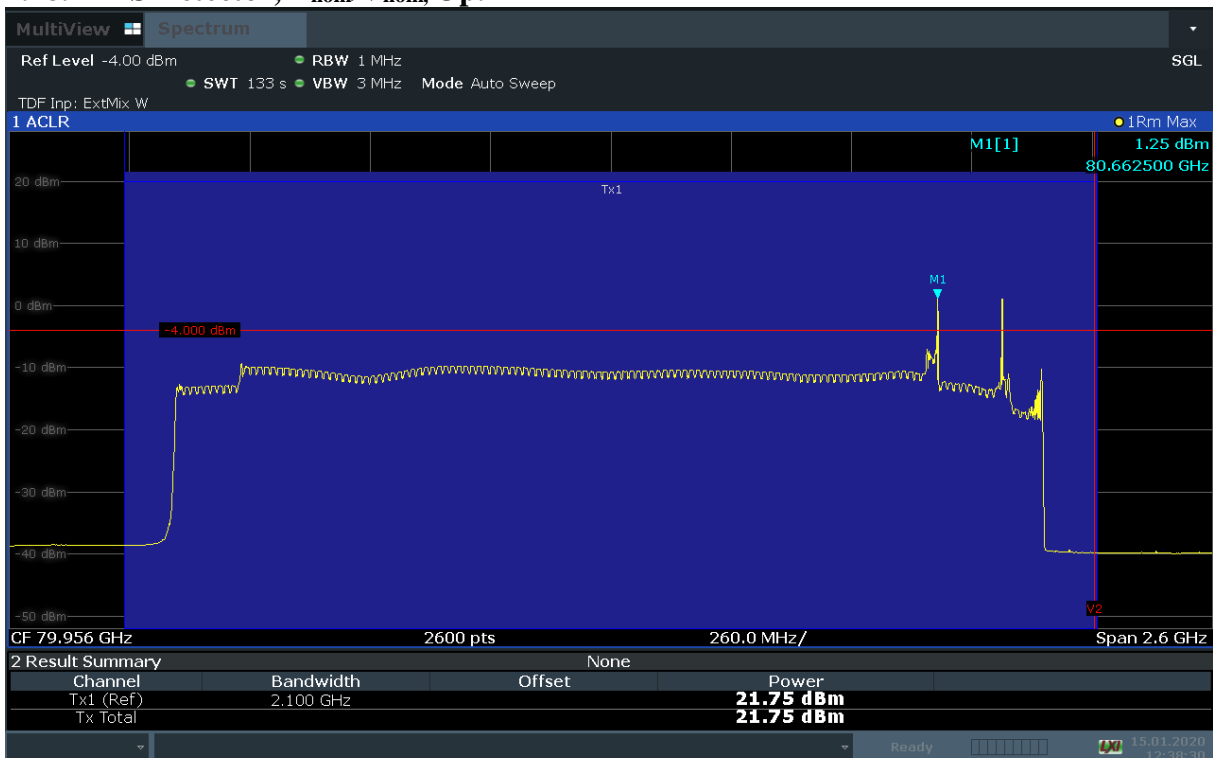 MultiView Spectrum
Ref Level -4.00 dBm RBW 1 MHz SGL
SWT 133 s VBW 3 MHz Mode Auto Sweep
TDF Inp: ExtMix W
1 ACLR 1Rm Max
M1[1] 1.25 dBm
80.662500 GHz
20 dBm
Tx1
10 dBm
M1
0 dBm
-4.000 dBm
-10 dBm
-20 dBm
-30 dBm
-40 dBm
-50 dBm
V2
CF 79.956 GHz 2600 pts 260.0 MHz/ Span 2.6 GHz
2 Result Summary None
Channel Bandwidth Offset Power
Tx1 (Ref) 2.100 GHz 21.75 dBm
Tx Total 21.75 dBm
Ready LXI 15.01.2020
12:38:30